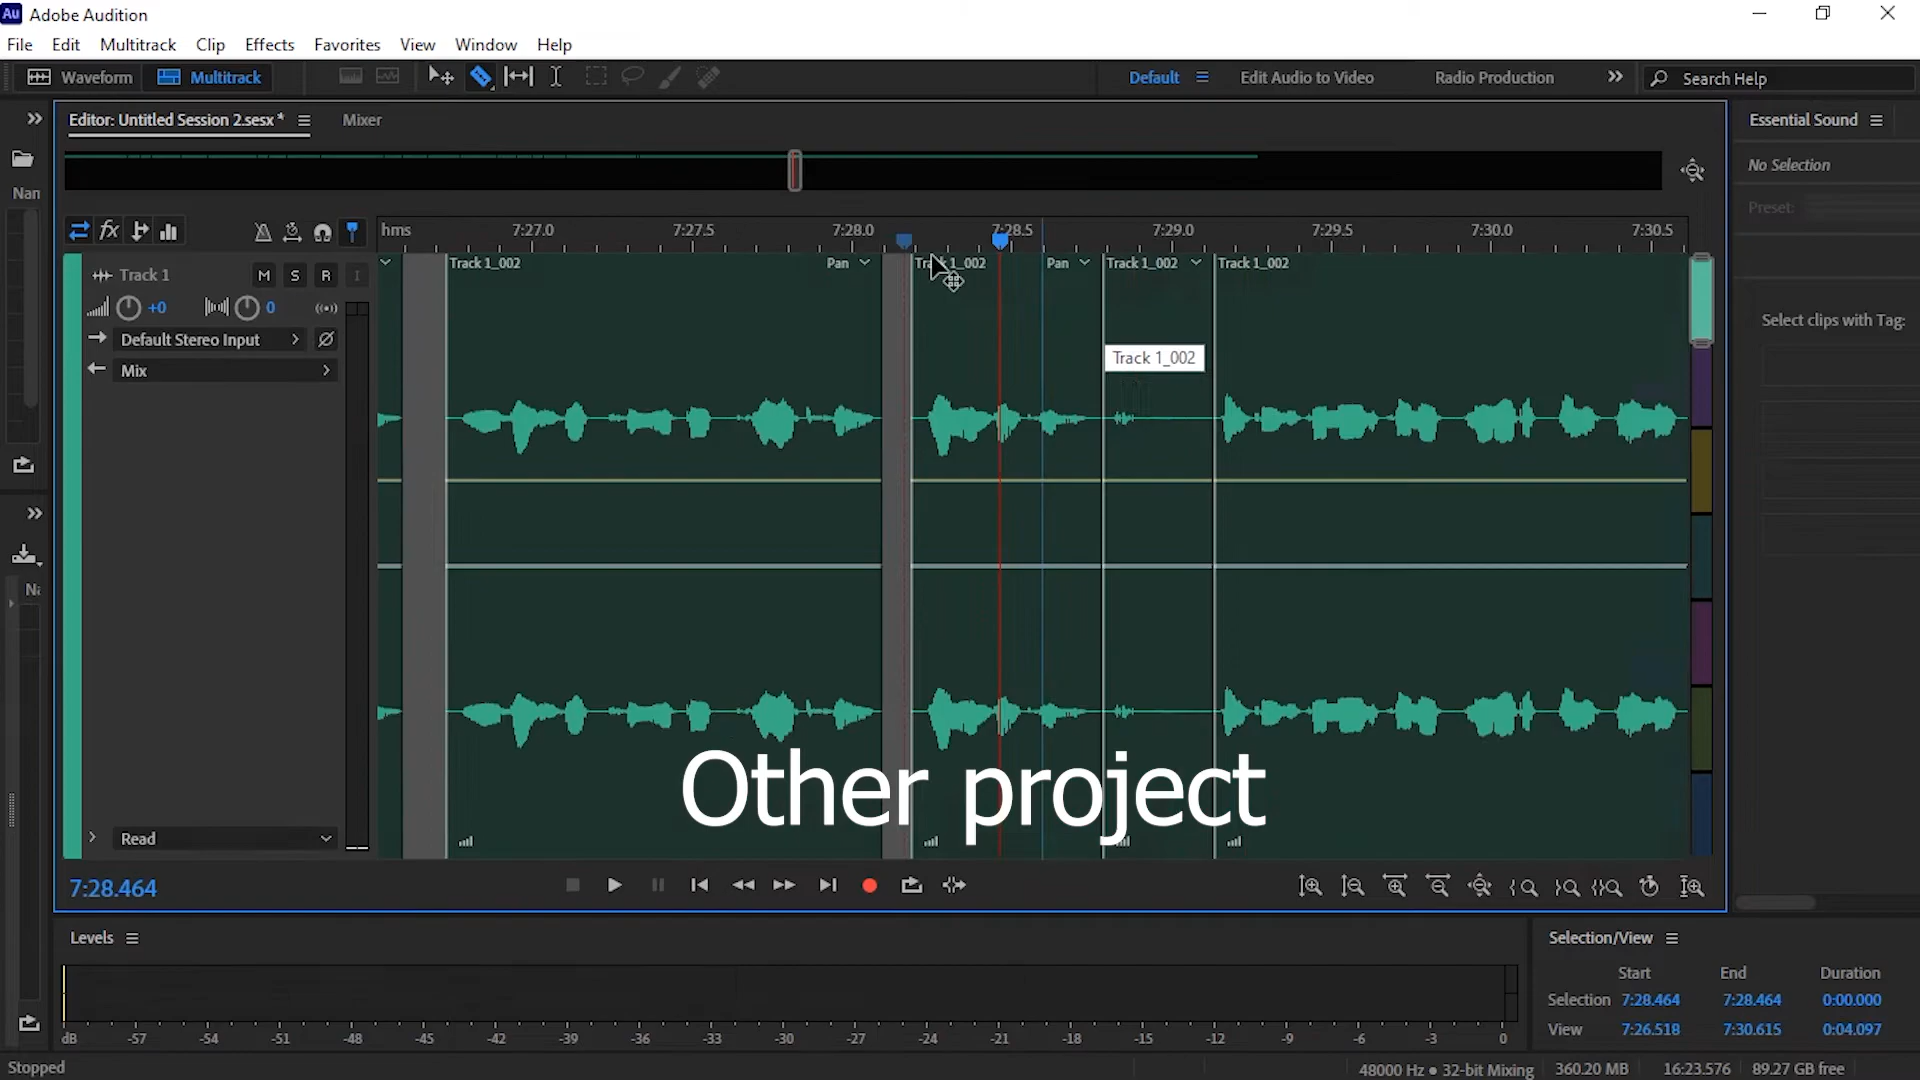 Au Adobe Audition
File Edit Multitrack Clip Effects Favorites View Window Help
Waveform Multitrack Default Edit Audio to Video Radio Production Search Help
Editor: Untitled Session 2.sesx * Mixer
Essential Sound
No Selection
Preset:
Nan
fx hms 7:27.0 7:27.5 7:28.0 7:28.5 7:29.0 7:29.5 7:30.0 7:30.5
Track 1_002 Pan Track 1_002 Pan Track 1_002 Track 1_002
Track 1 M S R I
+0 0
Default Stereo Input
Mix
Select clips with Tag:
Track 1_002
Na
Other project
Read
7:28.464
Levels
Selection/View
Start End Duration
Selection 7:28.464 7:28.464 0:00.000
View 7:26.518 7:30.615 0:04.097
dB -57 -54 -51 -48 -45 -42 -39 -36 -33 -30 -27 -24 -21 -18 -15 -12 -9 -6 -3 0
Stopped 48000 Hz ● 32-bit Mixing 360.20 MB 16:23.576 89.27 GB free